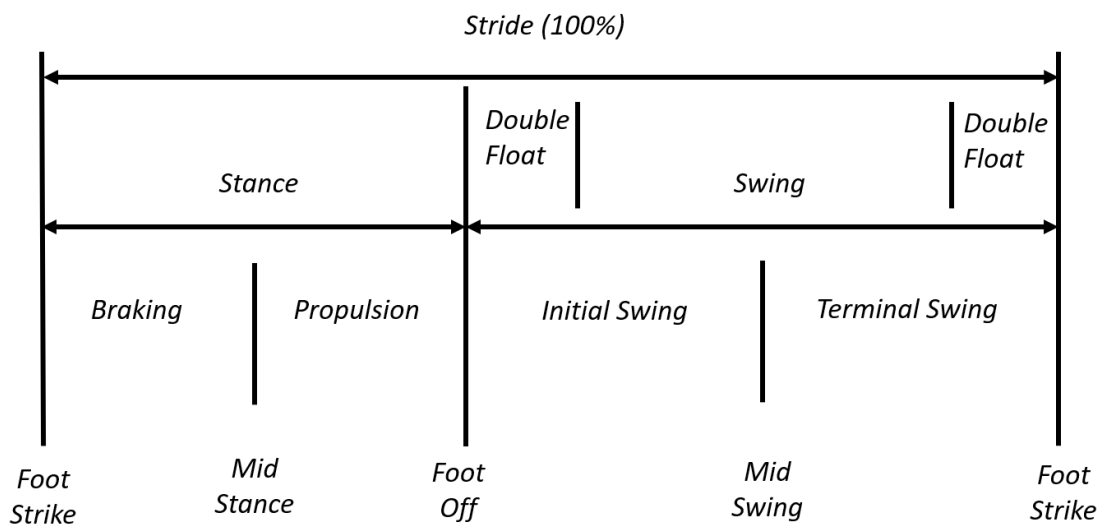 Stride (100%)
Double
Float
Double
Float
Stance
Swing
Braking
Propulsion
Initial Swing
Terminal Swing
Foot
Strike
Mid
Stance
Foot
Off
Mid
Swing
Foot
Strike